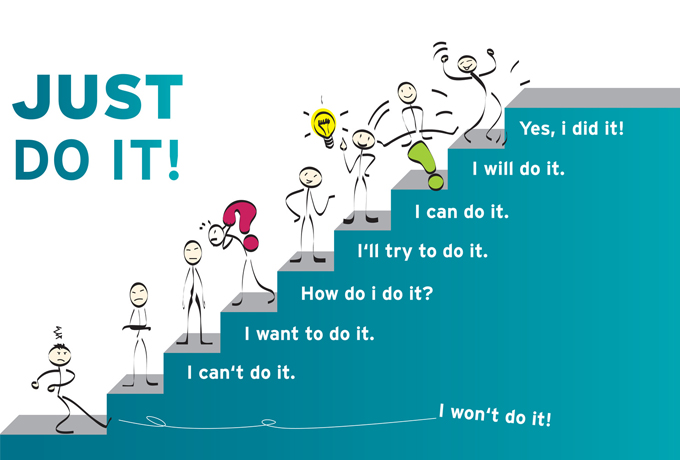 JUST
DO IT!
Yes, i did it!
I will do it.
I can do it.
I'll try to do it.
How do i do it?
I want to do it.
I can't do it.
I won't do it!